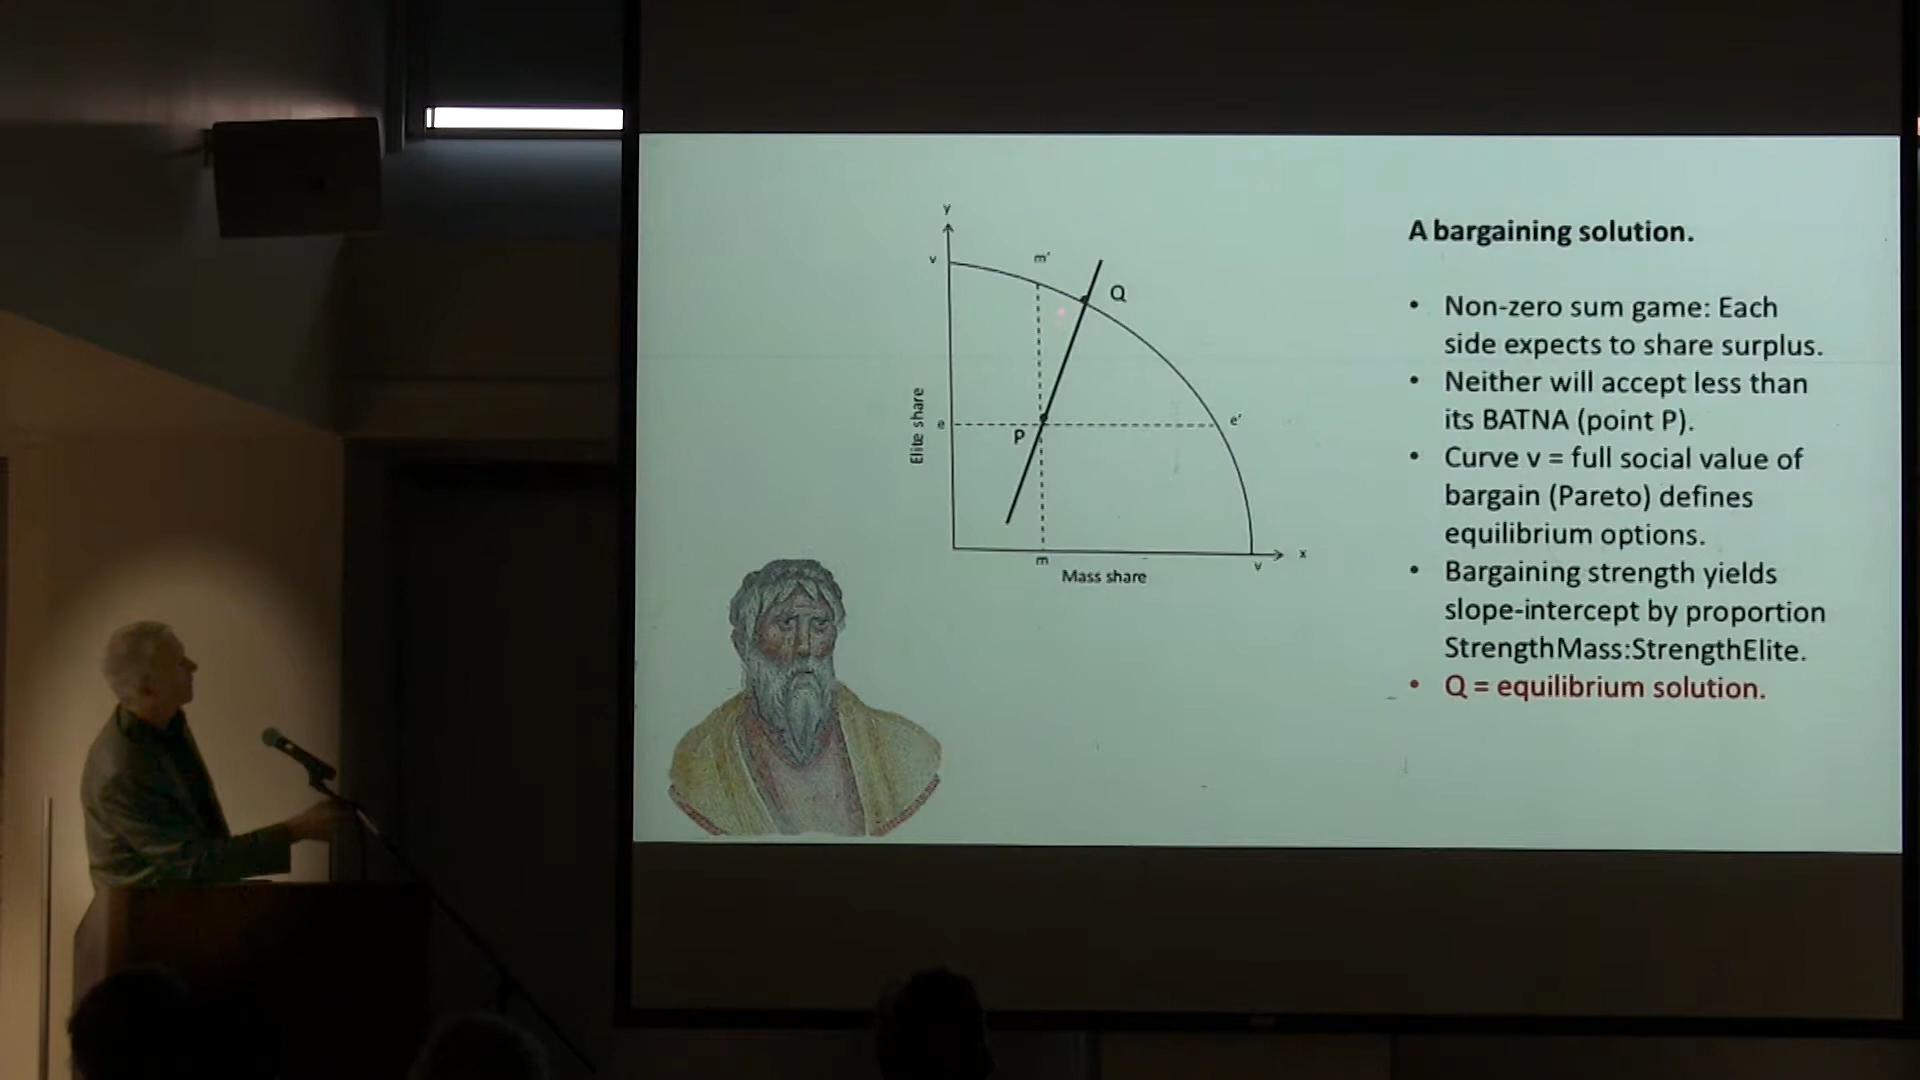 y
v
m'
Q
Elite share
e
P
e'
m
v
x
Mass share
A bargaining solution.
• Non-zero sum game: Each
side expects to share surplus.
• Neither will accept less than
its BATNA (point P).
• Curve v = full social value of
bargain (Pareto) defines
equilibrium options.
• Bargaining strength yields
slope-intercept by proportion
StrengthMass:StrengthElite.
• Q = equilibrium solution.